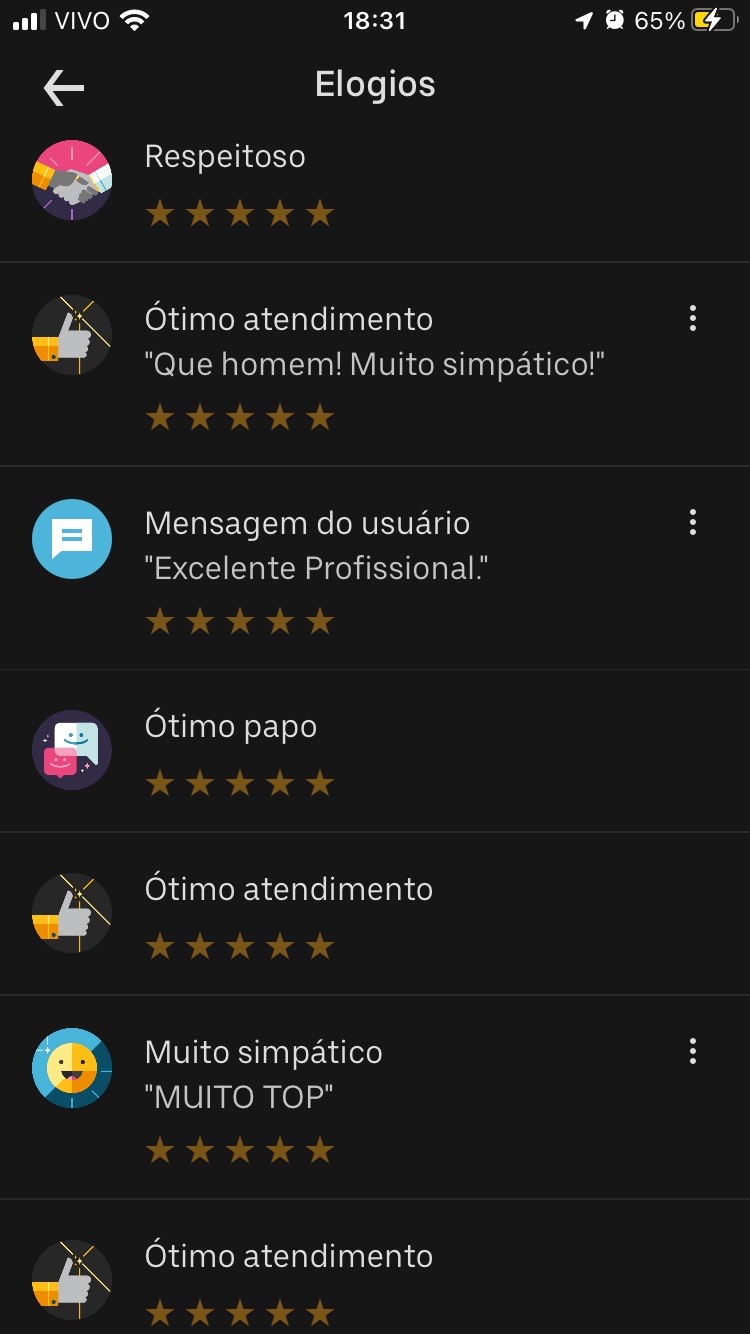 VIVO 18:31 65%
Elogios
Respeitoso
Ótimo atendimento
"Que homem! Muito simpático!"
Mensagem do usuário
"Excelente Profissional."
Ótimo papo
Ótimo atendimento
Muito simpático
"MUITO TOP"
Ótimo atendimento